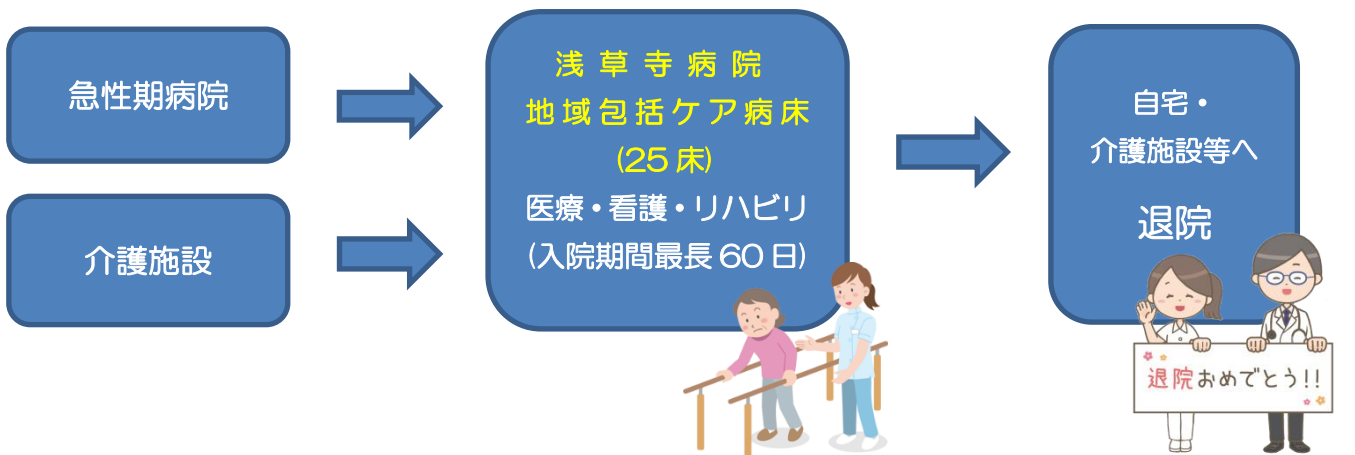 急性期病院
介護施設
浅草寺病院
地域包括ケア病床
(25床)
医療・看護・リハビリ
(入院期間最長60日)
自宅・
介護施設等へ
退院
退院おめでとう!!